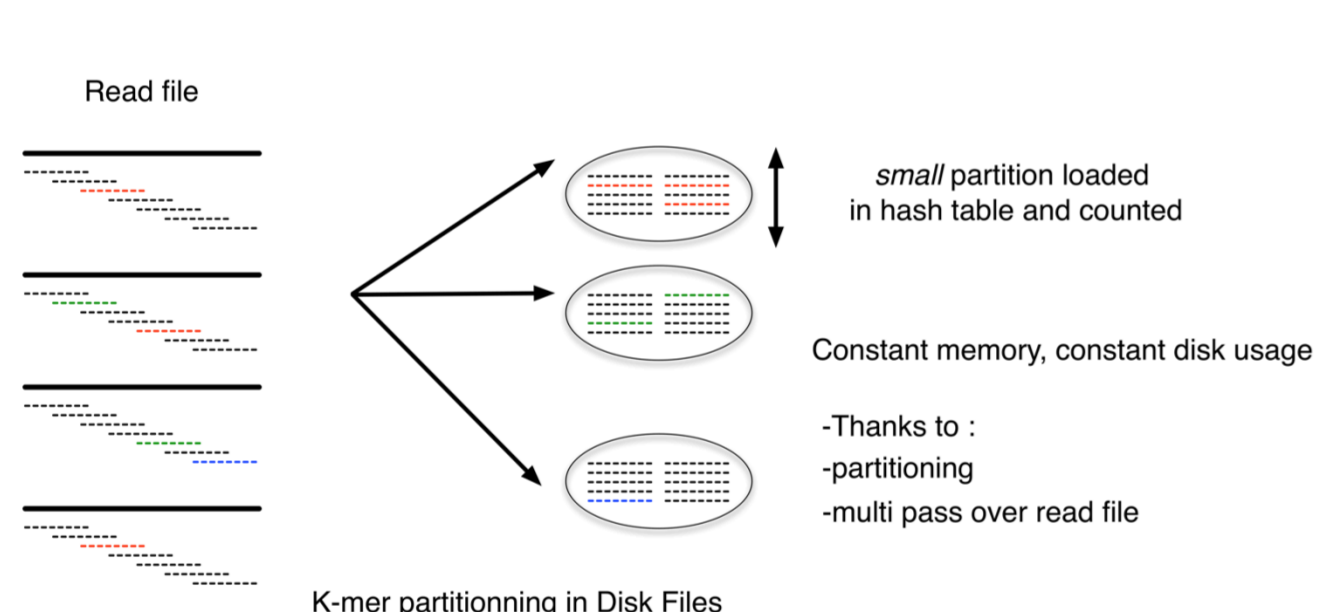 Read file
small partition loaded
in hash table and counted
Constant memory, constant disk usage
-Thanks to :
-partitioning
-multi pass over read file
K-mer partitionning in Disk Files